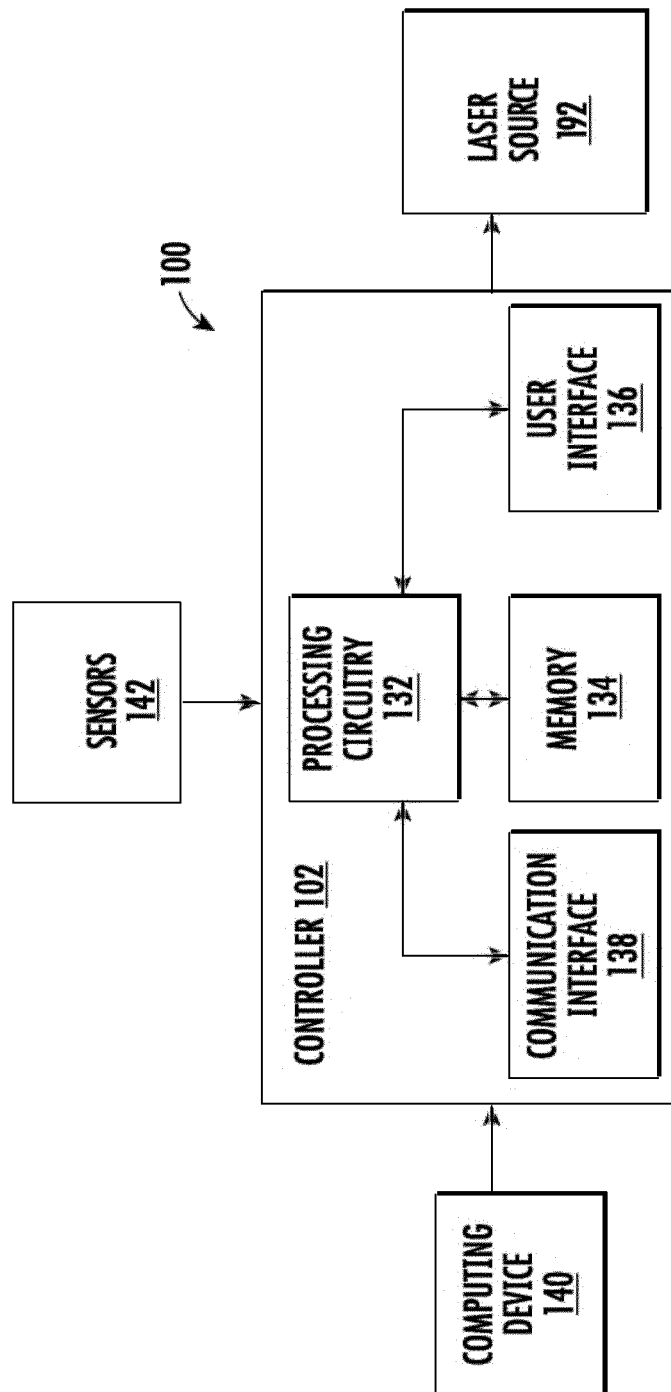 100
SENSORS
142
CONTROLLER 102
PROCESSING
CIRCUITRY
132
COMPUTING
DEVICE
140
COMMUNICATION
INTERFACE
138
MEMORY
134
USER
INTERFACE
136
LASER
SOURCE
192